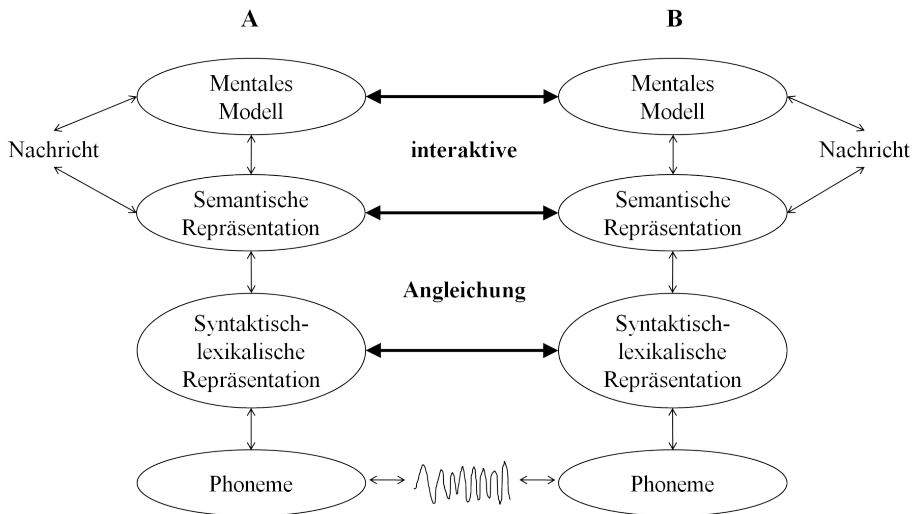 A
B
Mentales
Modell
Mentales
Modell
Nachricht
interaktive
Nachricht
Semantische
Repräsentation
Semantische
Repräsentation
Angleichung
Syntaktisch-
lexikalische
Repräsentation
Syntaktisch-
lexikalische
Repräsentation
Phoneme
Phoneme